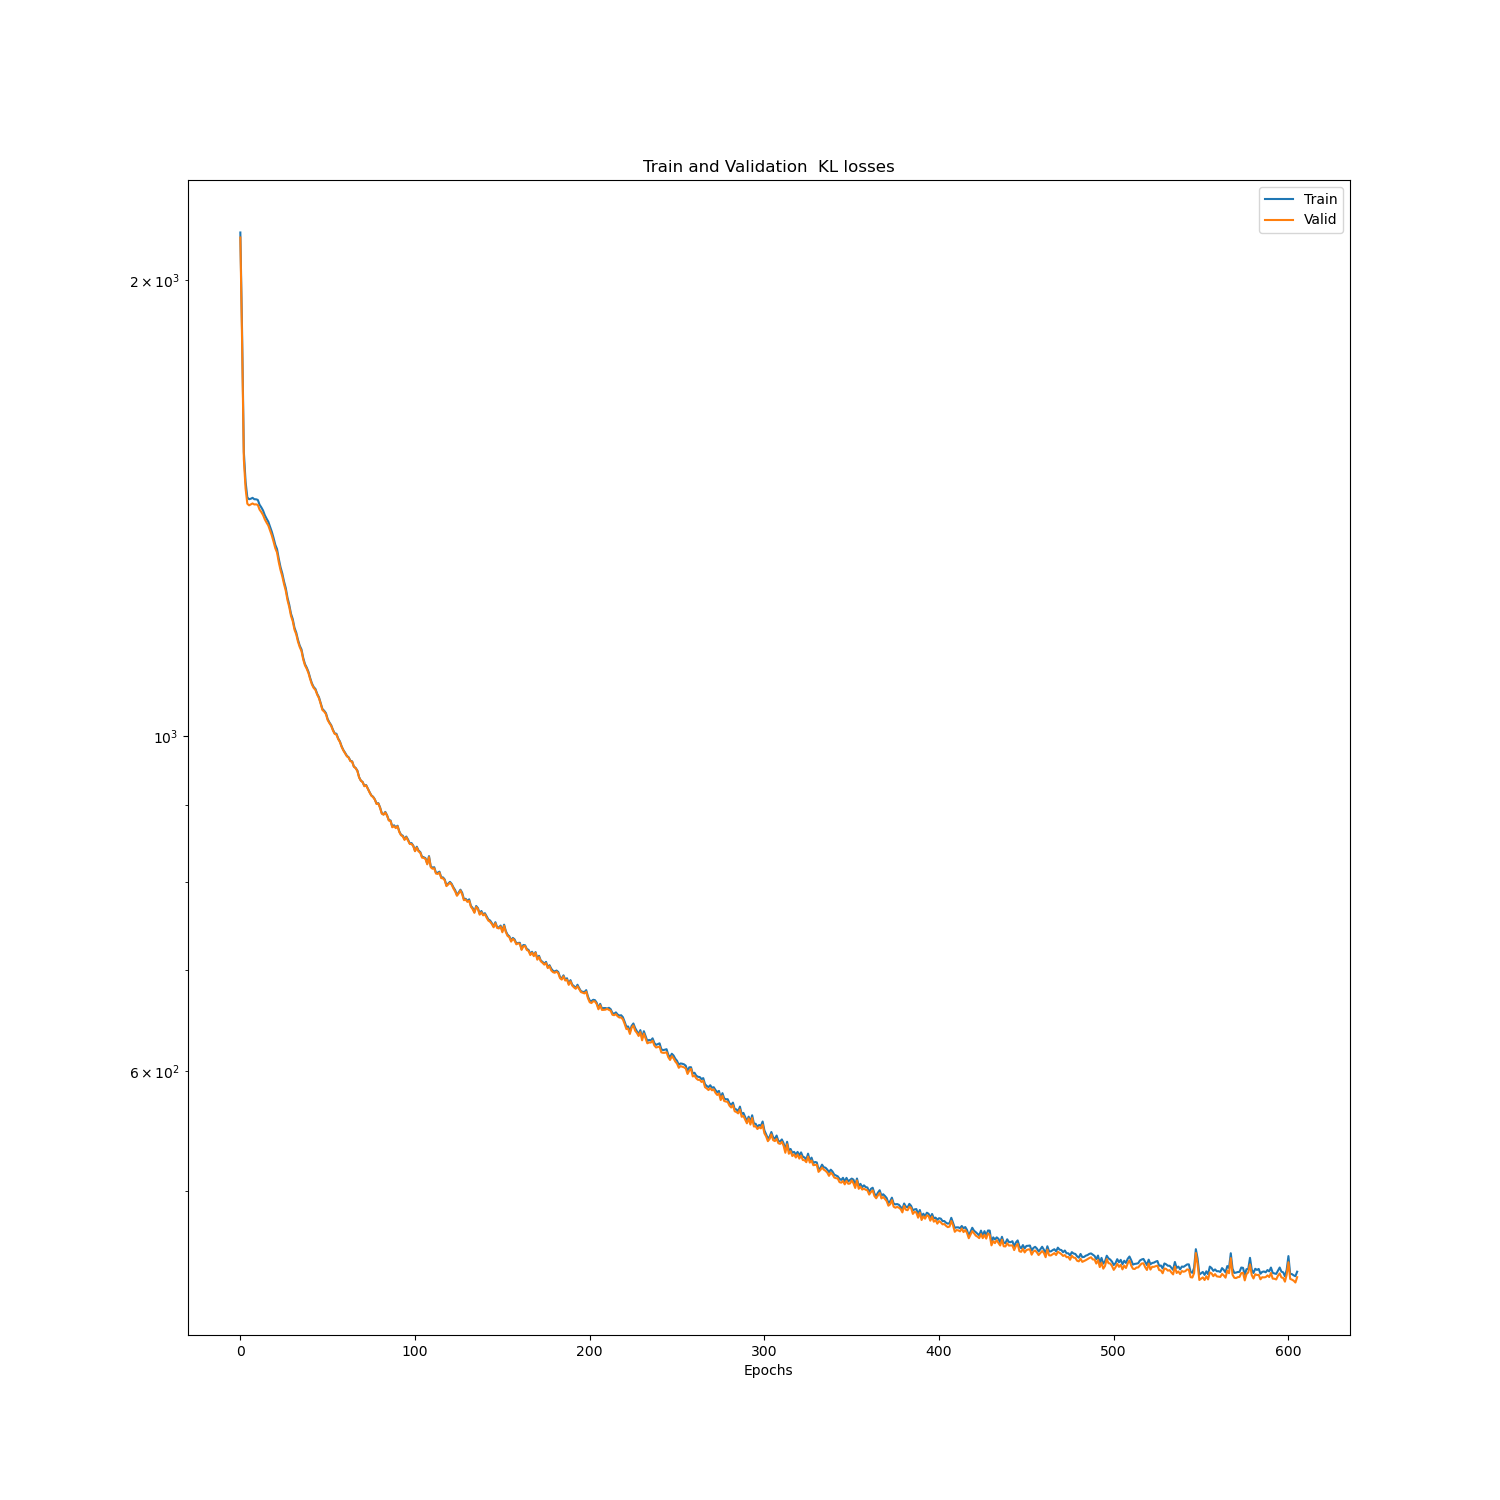 Train and Validation  KL losses
Train
Valid
2 × 10³
10³
6 × 10²
0 100 200 300 400 500 600
Epochs